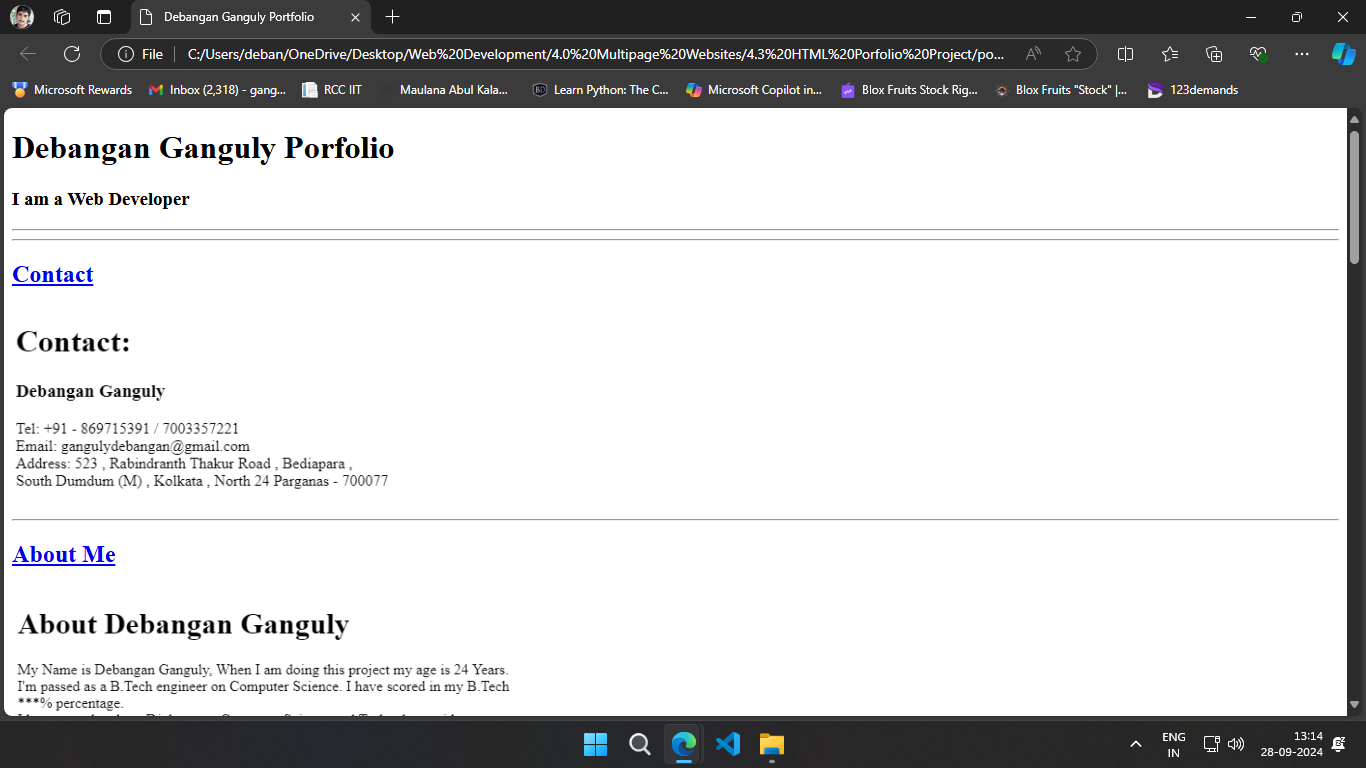 Debangan Ganguly Portfolio
File
C:/Users/deban/OneDrive/Desktop/Web%20Development/4.0%20Multipage%20Websites/4.3%20HTML%20Porfolio%20Project/po...
Microsoft Rewards
Inbox (2,318) - gang...
RCC IIT
Maulana Abul Kala...
Learn Python: The C...
Microsoft Copilot in...
Blox Fruits Stock Rig...
Blox Fruits "Stock" |...
123demands
Debangan Ganguly Porfolio
I am a Web Developer
Contact
Contact:
Debangan Ganguly
Tel: +91 - 869715391 / 7003357221
Email: gangulydebangan@gmail.com
Address: 523 , Rabindranth Thakur Road , Bediapara ,
South Dumdum (M) , Kolkata , North 24 Parganas - 700077
About Me
About Debangan Ganguly
My Name is Debangan Ganguly, When I am doing this project my age is 24 Years.
I'm passed as a B.Tech engineer on Computer Science. I have scored in my B.Tech
***% percentage.
ENG
IN
13:14
28-09-2024